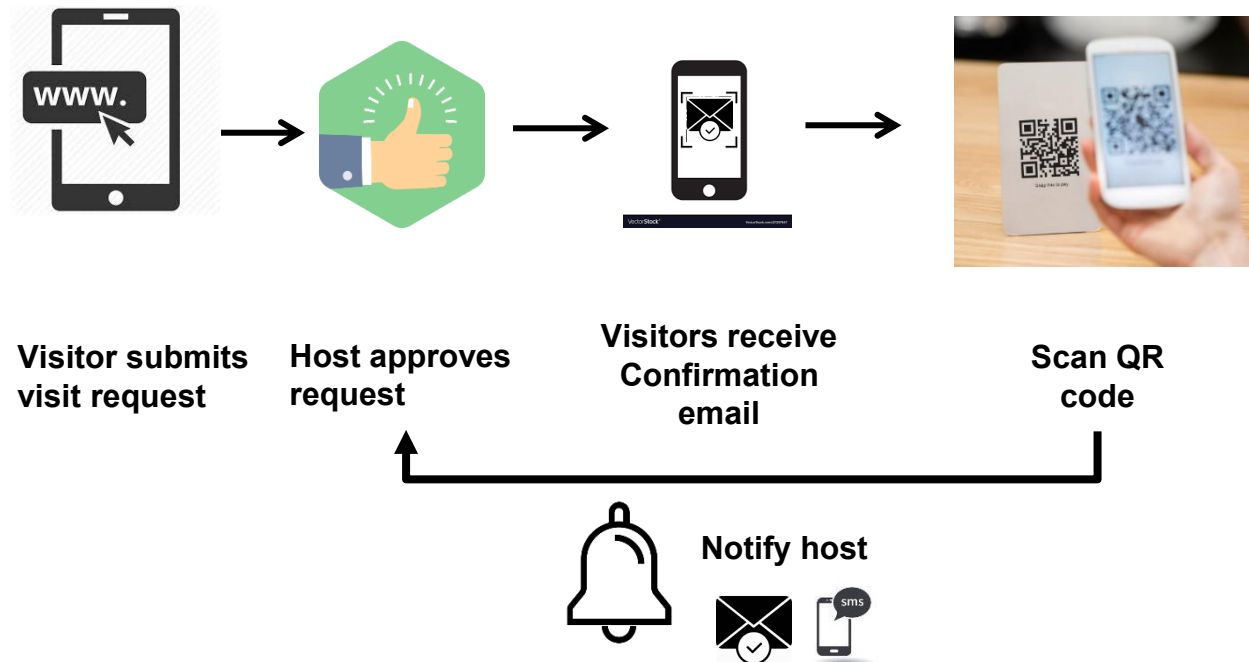 www.
VectorStock
Visitor submits
visit request
Host approves
request
Visitors receive
Confirmation
email
Scan QR
code
Notify host
sms